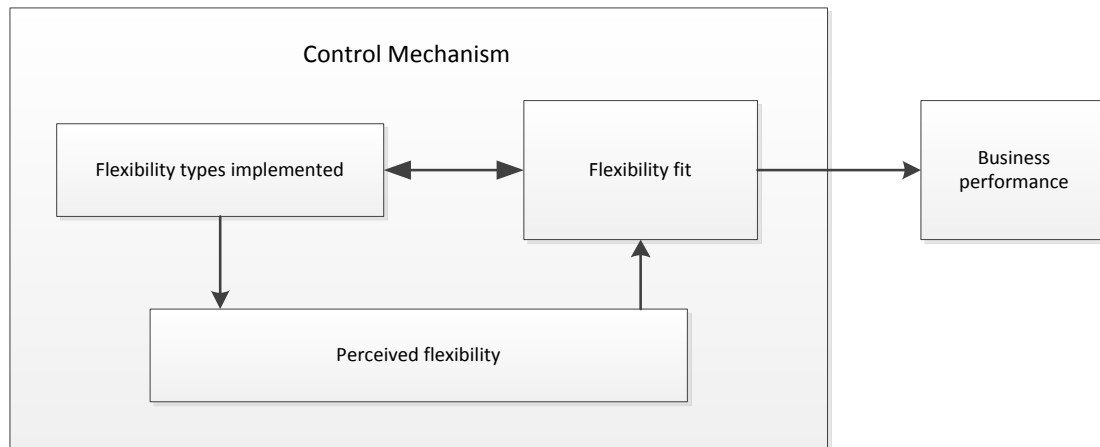 Control Mechanism
Flexibility types implemented
Flexibility fit
Business
performance
Perceived flexibility